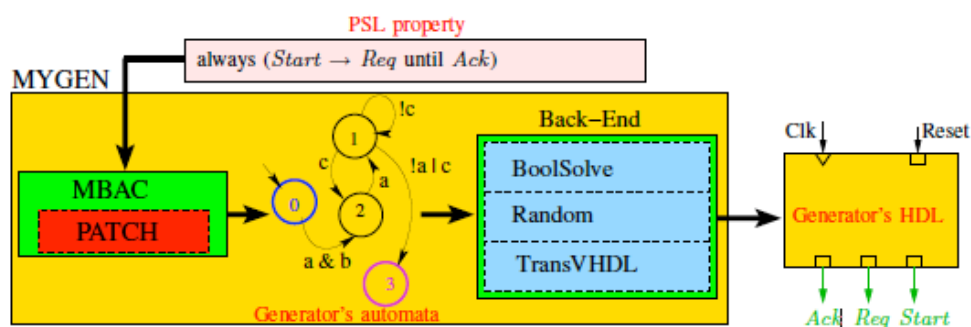 PSL property
always (Start → Req until Ack)
MYGEN
MBAC
PATCH
0
1
2
3
!c
c
a
!a | c
a & b
Generator's automata
Back-End
BoolSolve
Random
TransVHDL
Clk
Reset
Generator's HDL
Ack Req Start